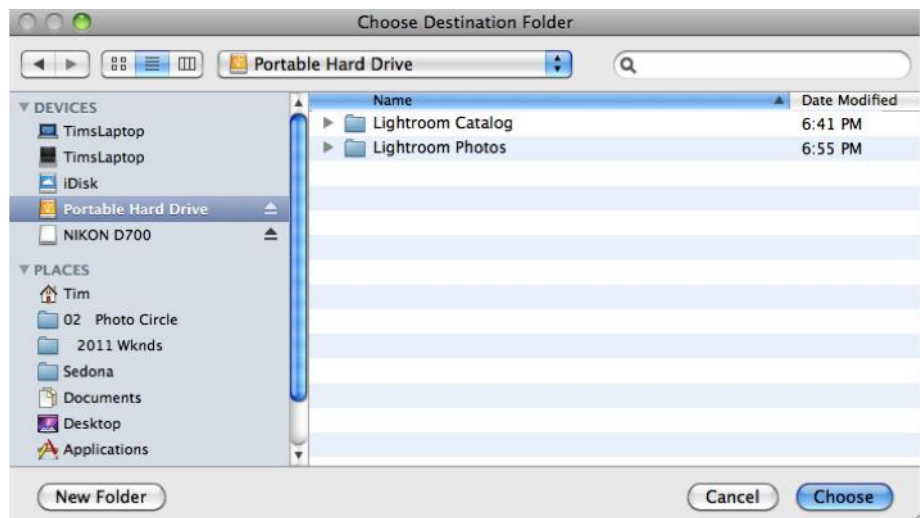 Choose Destination Folder
Portable Hard Drive
DEVICES
TimsLaptop
TimsLaptop
iDisk
Portable Hard Drive
NIKON D700
PLACES
Tim
02 Photo Circle
2011 Wknds
Sedona
Documents
Desktop
Applications
Name Date Modified
Lightroom Catalog 6:41 PM
Lightroom Photos 6:55 PM
New Folder Cancel Choose